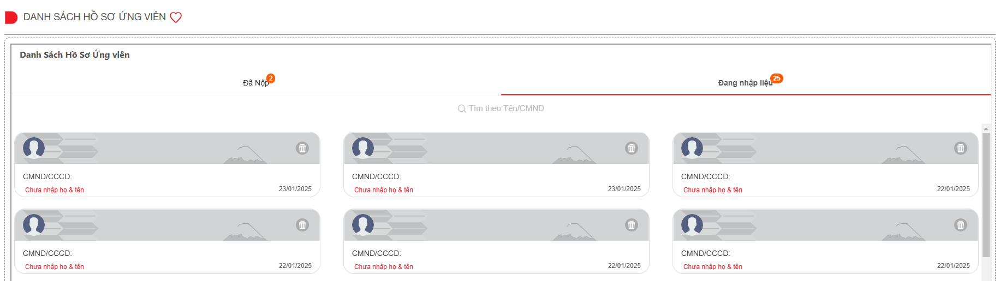 DANH SÁCH HỒ SƠ ỨNG VIÊN
Danh Sách Hồ Sơ Ứng viên
Đã Nộp 2
Đang nhập liệu 25
Tìm theo Tên/CMND
CMND/CCCD:
Chưa nhập họ & tên 23/01/2025
CMND/CCCD:
Chưa nhập họ & tên 23/01/2025
CMND/CCCD:
Chưa nhập họ & tên 22/01/2025
CMND/CCCD:
Chưa nhập họ & tên 22/01/2025
CMND/CCCD:
Chưa nhập họ & tên 22/01/2025
CMND/CCCD:
Chưa nhập họ & tên 22/01/2025